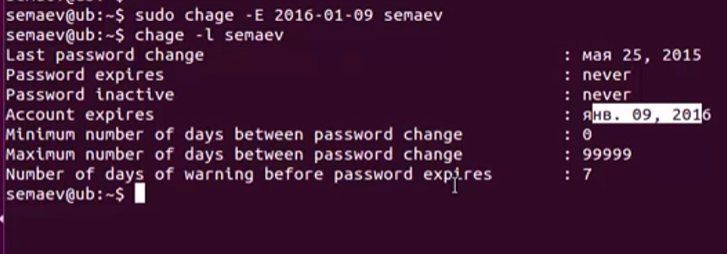 semaev@ub:~$ sudo chage -E 2016-01-09 semaev
semaev@ub:~$ chage -l semaev
Last password change : мая 25, 2015
Password expires : never
Password inactive : never
Account expires : янв. 09, 2016
Minimum number of days between password change : 0
Maximum number of days between password change : 99999
Number of days of warning before password expires : 7
semaev@ub:~$